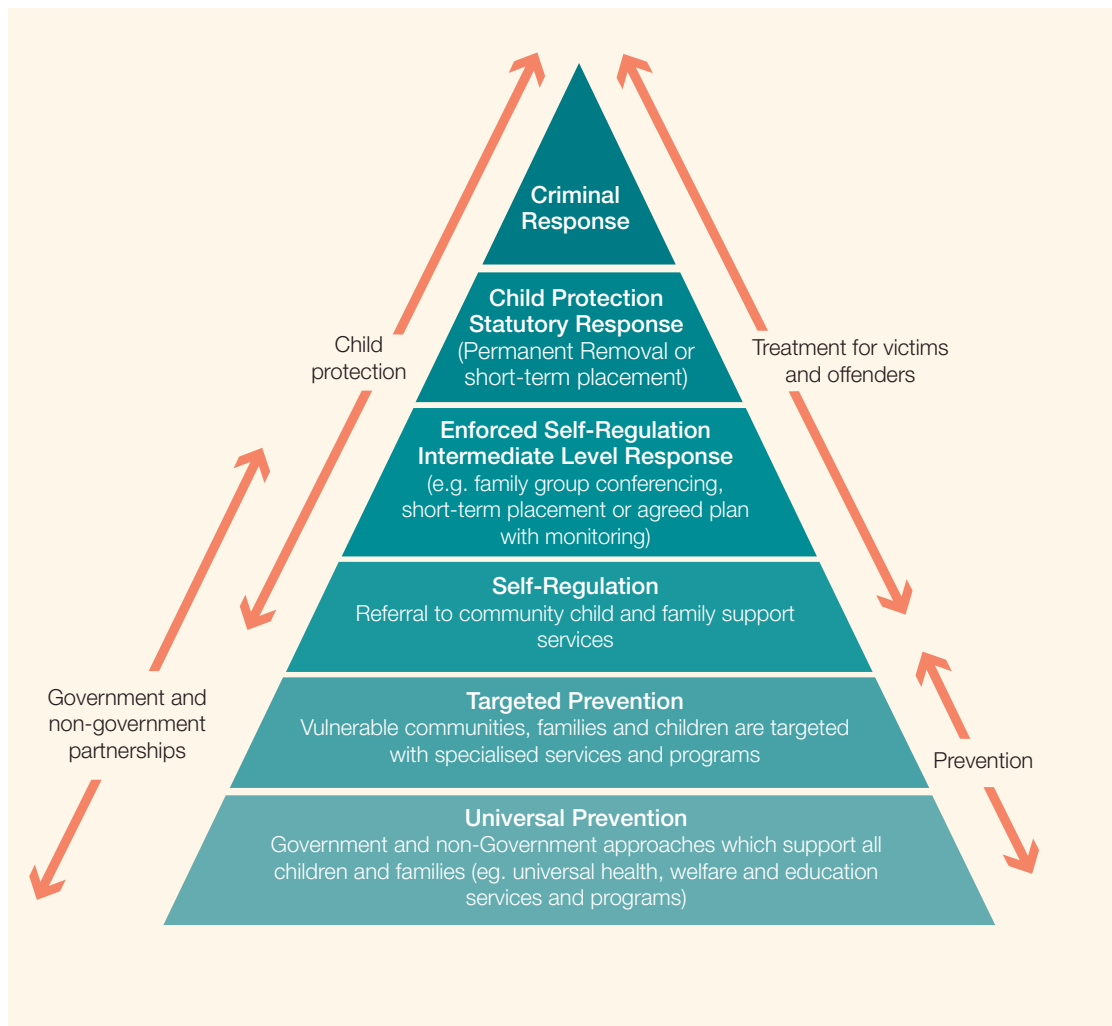 Criminal
Response
Child Protection
Statutory Response
(Permanent Removal or
short-term placement)
Child
protection
Treatment for victims
and offenders
Enforced Self-Regulation
Intermediate Level Response
(e.g. family group conferencing,
short-term placement or agreed plan
with monitoring)
Self-Regulation
Referral to community child and family support
services
Government and
non-government
partnerships
Targeted Prevention
Vulnerable communities, families and children are targeted
with specialised services and programs
Prevention
Universal Prevention
Government and non-Government approaches which support all
children and families (eg. universal health, welfare and education
services and programs)